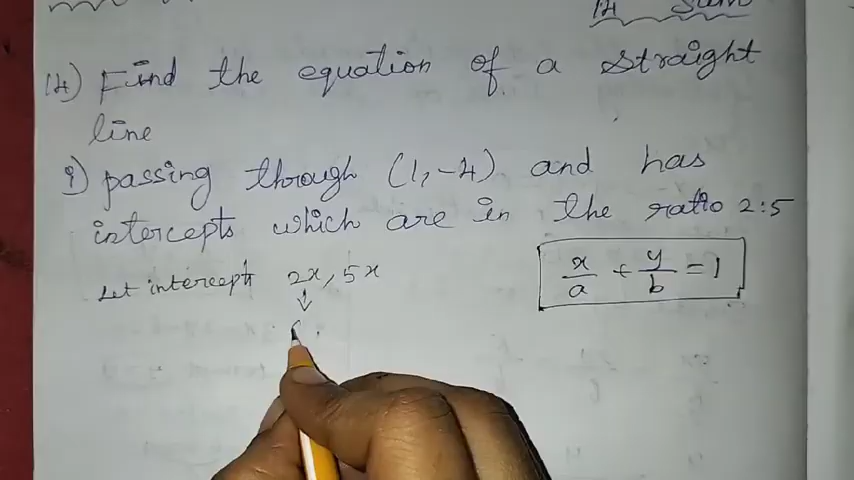 14) Find the equation of a straight
line
i) passing through (1, -4) and has
intercepts which are in the ratio 2:5
Let intercept 2x, 5x
x/a + y/b = 1